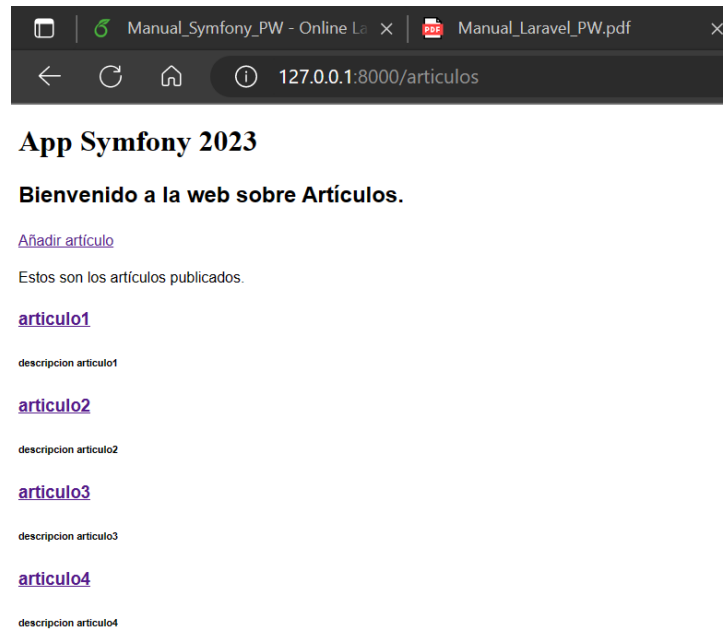 Manual_Symfony_PW - Online La
PDF Manual_Laravel_PW.pdf
127.0.0.1:8000/articulos
App Symfony 2023
Bienvenido a la web sobre Artículos.
Añadir artículo
Estos son los artículos publicados.
articulo1
descripcion articulo1
articulo2
descripcion articulo2
articulo3
descripcion articulo3
articulo4
descripcion articulo4